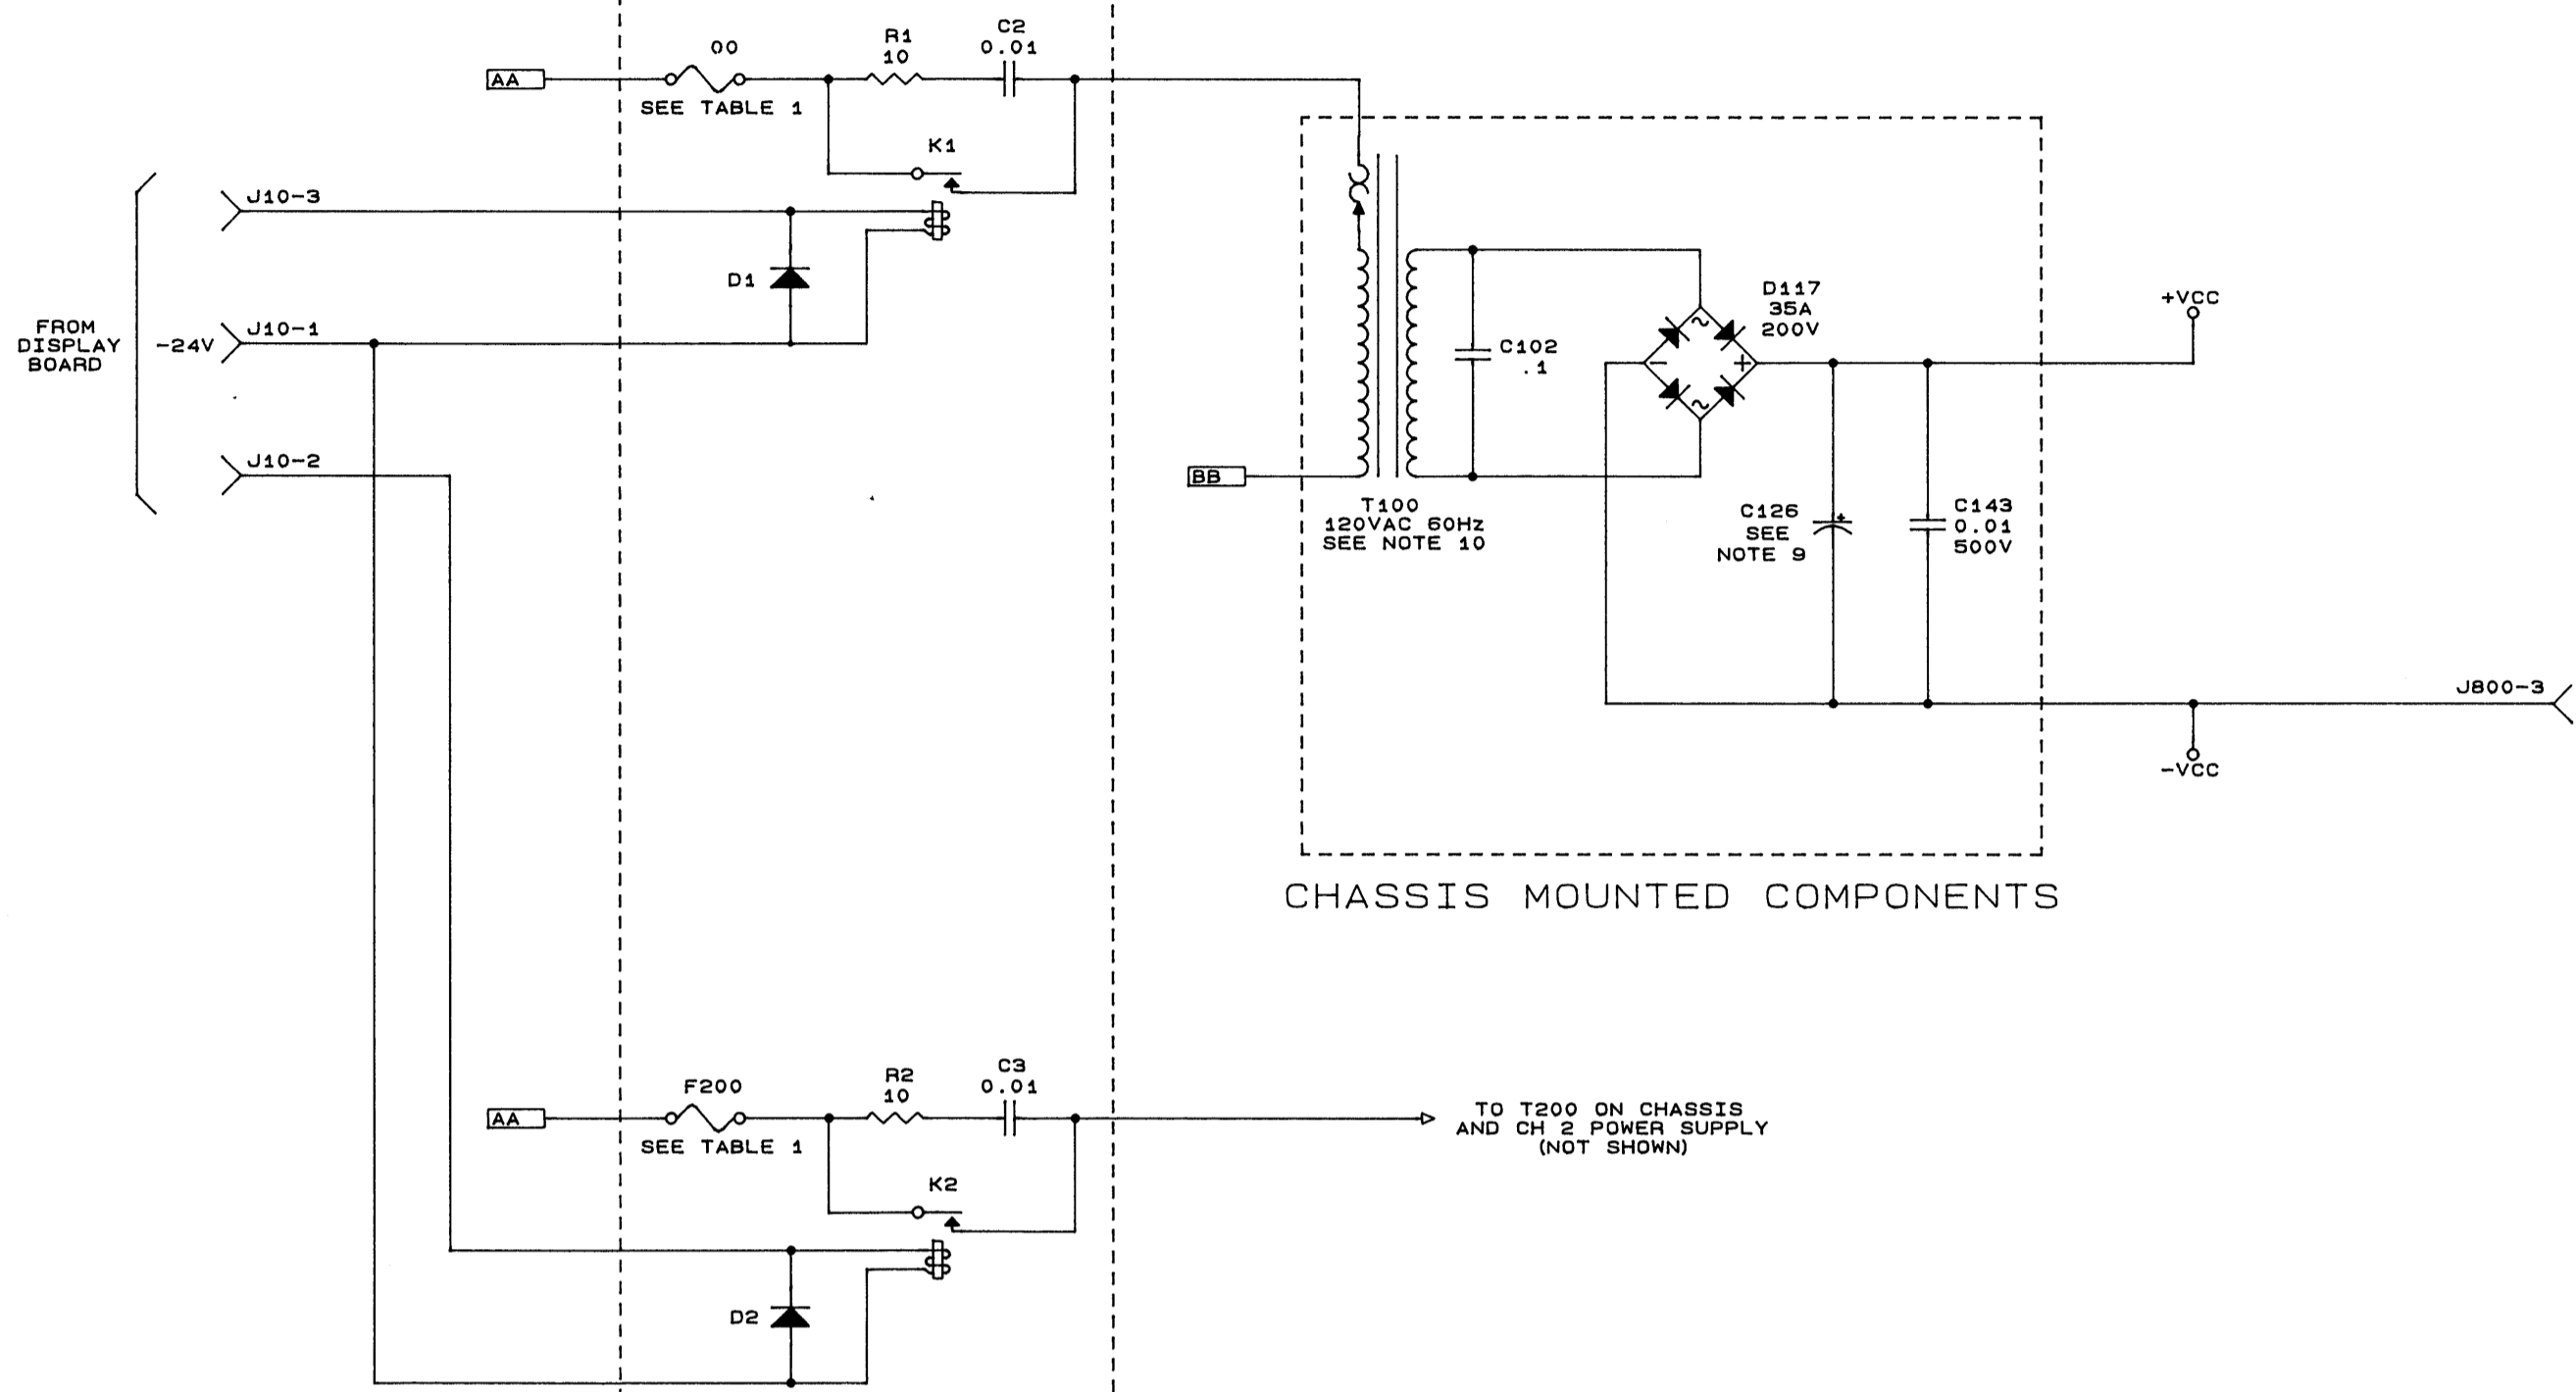 00
R1
10
C2
0.01
AA
SEE TABLE 1
K1
J10-3
D1
FROM
DISPLAY
BOARD
-24V
J10-1
J10-2
BB
T100
120VAC 60Hz
SEE NOTE 10
C102
.1
D117
35A
200V
~
-
+
~
+VCC
C126
SEE
NOTE 9
+
C143
0.01
500V
J800-3
-VCC
CHASSIS MOUNTED COMPONENTS
F200
R2
10
C3
0.01
AA
SEE TABLE 1
K2
D2
TO T200 ON CHASSIS
AND CH 2 POWER SUPPLY
(NOT SHOWN)